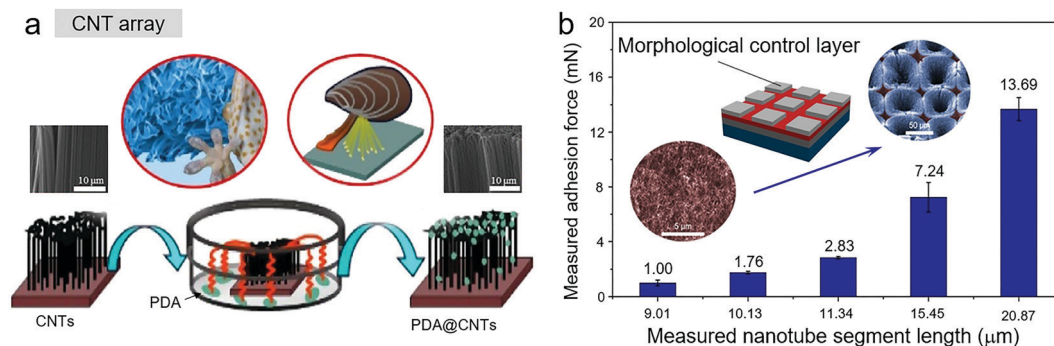 a
CNT array
10 μm
10 μm
PDA
CNTs
PDA@CNTs
b
Measured adhesion force (mN)
20
16
12
8
4
0
Morphological control layer
50 μm
5 μm
1.00
1.76
2.83
7.24
13.69
9.01
10.13
11.34
15.45
20.87
Measured nanotube segment length (μm)